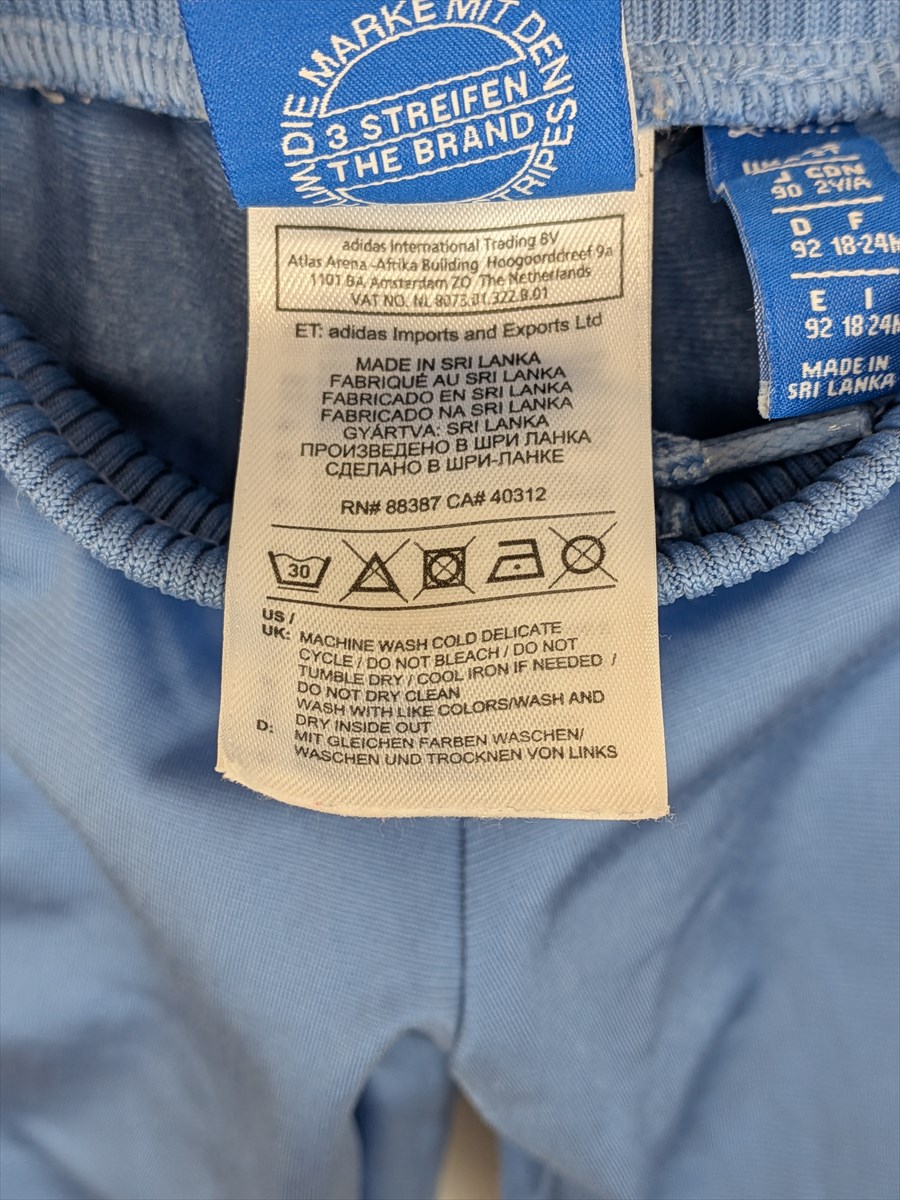 DIE MARKE MIT DEN
3 STREIFEN
THE BRAND
adidas International Trading BV
Atlas Arena -Afrika Building Hoogoorddreef 9a
1101 BA Amsterdam ZO The Netherlands
VAT NO. NL 8073.01.322.B.01
ET: adidas Imports and Exports Ltd
MADE IN SRI LANKA
FABRIQUÉ AU SRI LANKA
FABRICADO EN SRI LANKA
FABRICADO NA SRI LANKA
GYÁRTVA: SRI LANKA
ПРОИЗВЕДЕНО В ШРИ ЛАНКА
СДЕЛАНО В ШРИ-ЛАНКЕ
RN# 88387 CA# 40312
30
US /
UK: MACHINE WASH COLD DELICATE
CYCLE / DO NOT BLEACH / DO NOT
TUMBLE DRY / COOL IRON IF NEEDED /
DO NOT DRY CLEAN
WASH WITH LIKE COLORS/WASH AND
DRY INSIDE OUT
D: MIT GLEICHEN FARBEN WASCHEN/
WASCHEN UND TROCKNEN VON LINKS
J CDN
90 2Y/A
D F
92 18-24M
E I
92 18-24M
MADE IN
SRI LANKA